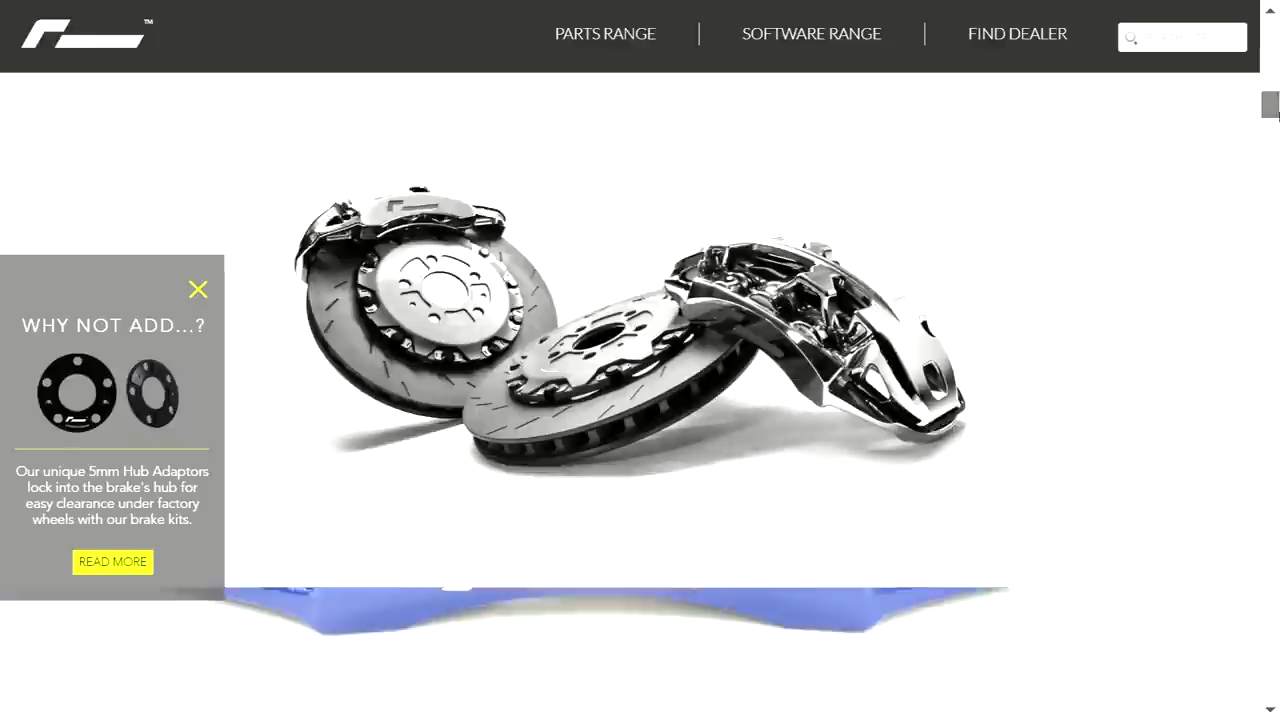 ™
PARTS RANGE
SOFTWARE RANGE
FIND DEALER
WHY NOT ADD...?
Our unique 5mm Hub Adaptors
lock into the brake's hub for
easy clearance under factory
wheels with our brake kits.
READ MORE